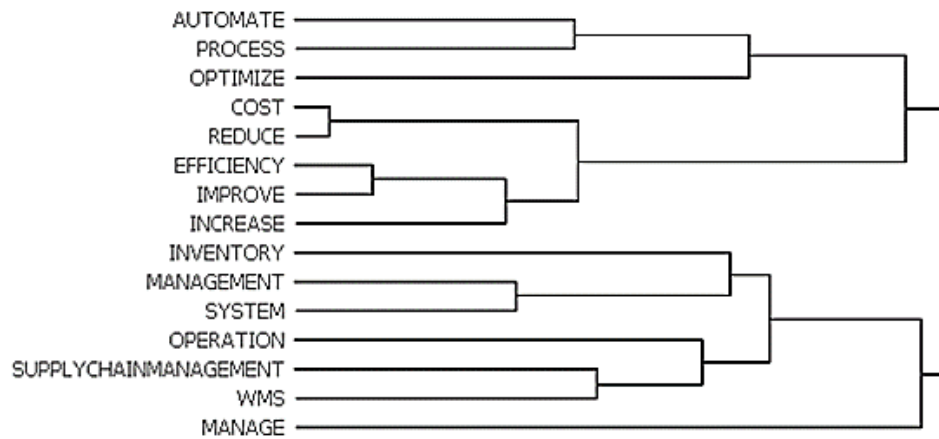 AUTOMATE
PROCESS
OPTIMIZE
COST
REDUCE
EFFICIENCY
IMPROVE
INCREASE
INVENTORY
MANAGEMENT
SYSTEM
OPERATION
SUPPLYCHAINMANAGEMENT
WMS
MANAGE